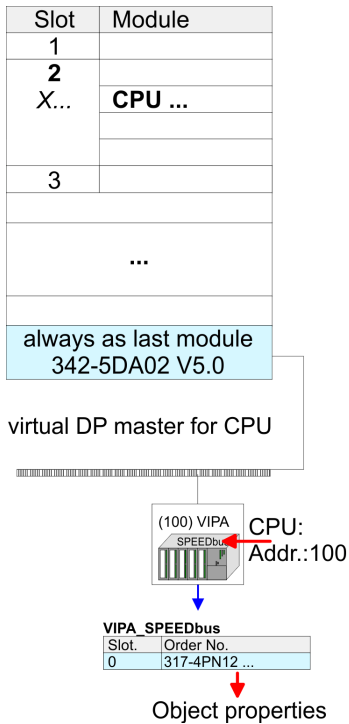 Slot Module
1
2
X... CPU ...
3
...
always as last module
342-5DA02 V5.0
virtual DP master for CPU
(100) VIPA
SPEEDbu
CPU:
Addr.:100
VIPA_SPEEDbus
Slot. Order No.
0 317-4PN12 ...
Object properties